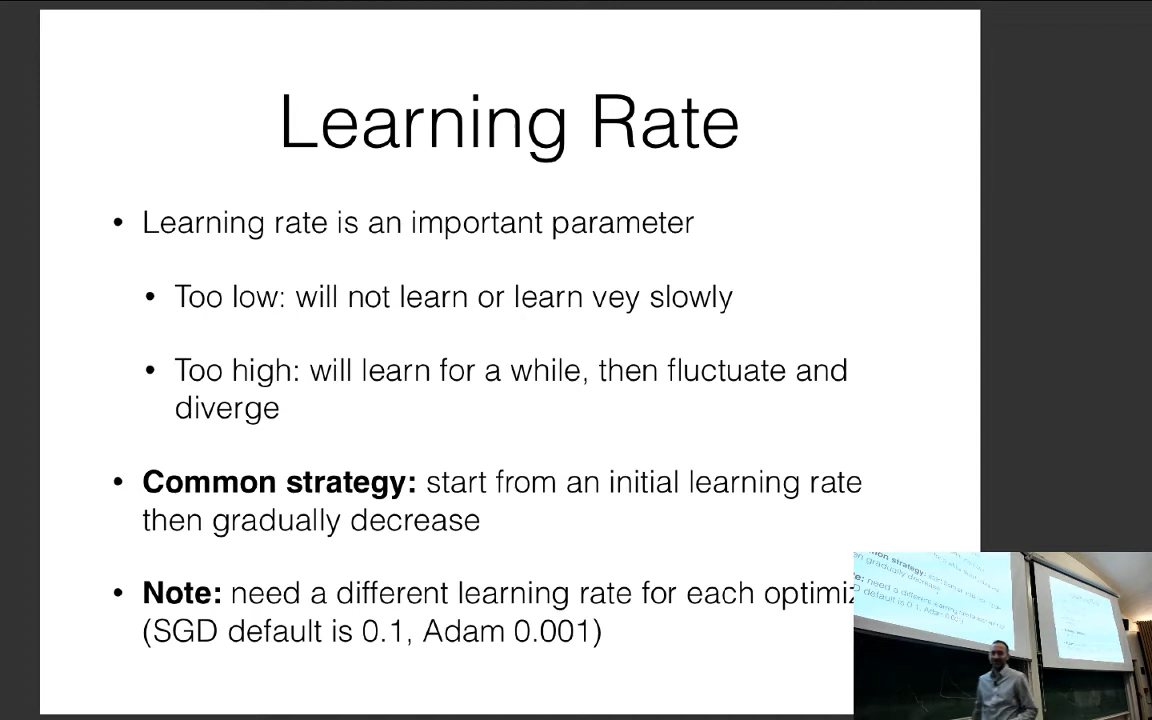 Learning Rate
• Learning rate is an important parameter
• Too low: will not learn or learn vey slowly
• Too high: will learn for a while, then fluctuate and
diverge
• Common strategy: start from an initial learning rate
then gradually decrease
• Note: need a different learning rate for each optimiz
(SGD default is 0.1, Adam 0.001)